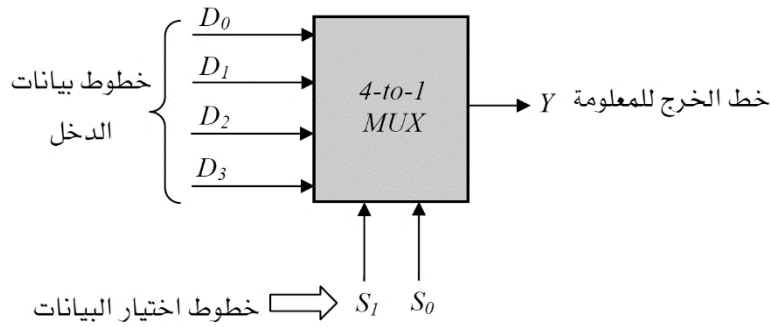 D0
D1
خطوط بيانات
الدخل
D2
D3
4-to-1
MUX
Y
خط الخرج للمعلومة
خطوط اختيار البيانات
S1
S0